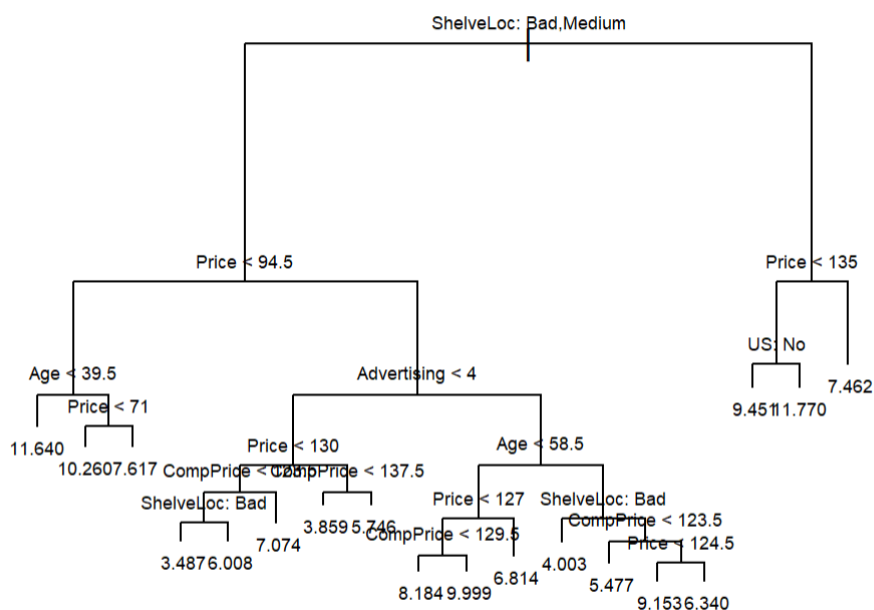 ShelveLoc: Bad,Medium
Price < 94.5
Price < 135
US: No
Age < 39.5
Advertising < 4
7.462
Price < 71
9.451
11.770
11.640
Price < 130
Age < 58.5
10.260
7.617
CompPrice < 123.5
CompPrice < 137.5
ShelveLoc: Bad
Price < 127
ShelveLoc: Bad
3.859
5.746
CompPrice < 129.5
CompPrice < 123.5
7.074
Price < 124.5
3.487
6.008
6.814
4.003
5.477
8.184
9.999
9.153
6.340